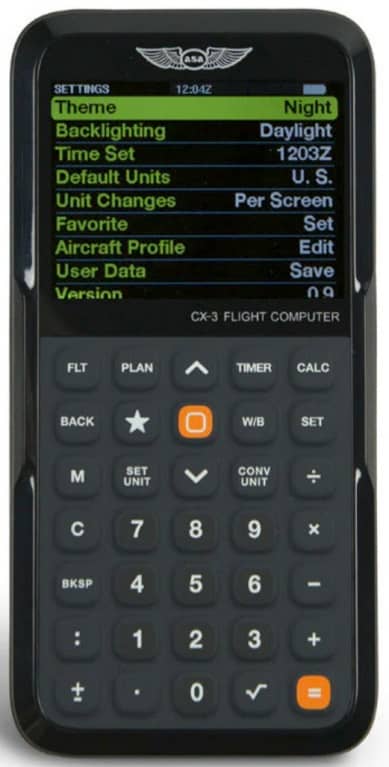 ASA
SETTINGS 12:04Z
Theme Night
Backlighting Daylight
Time Set 1203Z
Default Units U. S.
Unit Changes Per Screen
Favorite Set
Aircraft Profile Edit
User Data Save
Version 0.9
CX-3 FLIGHT COMPUTER
FLT PLAN TIMER CALC
BACK W/B SET
M SET UNIT CONV UNIT ÷
C 7 8 9 ×
BKSP 4 5 6 −
: 1 2 3 +
± . 0 √ =